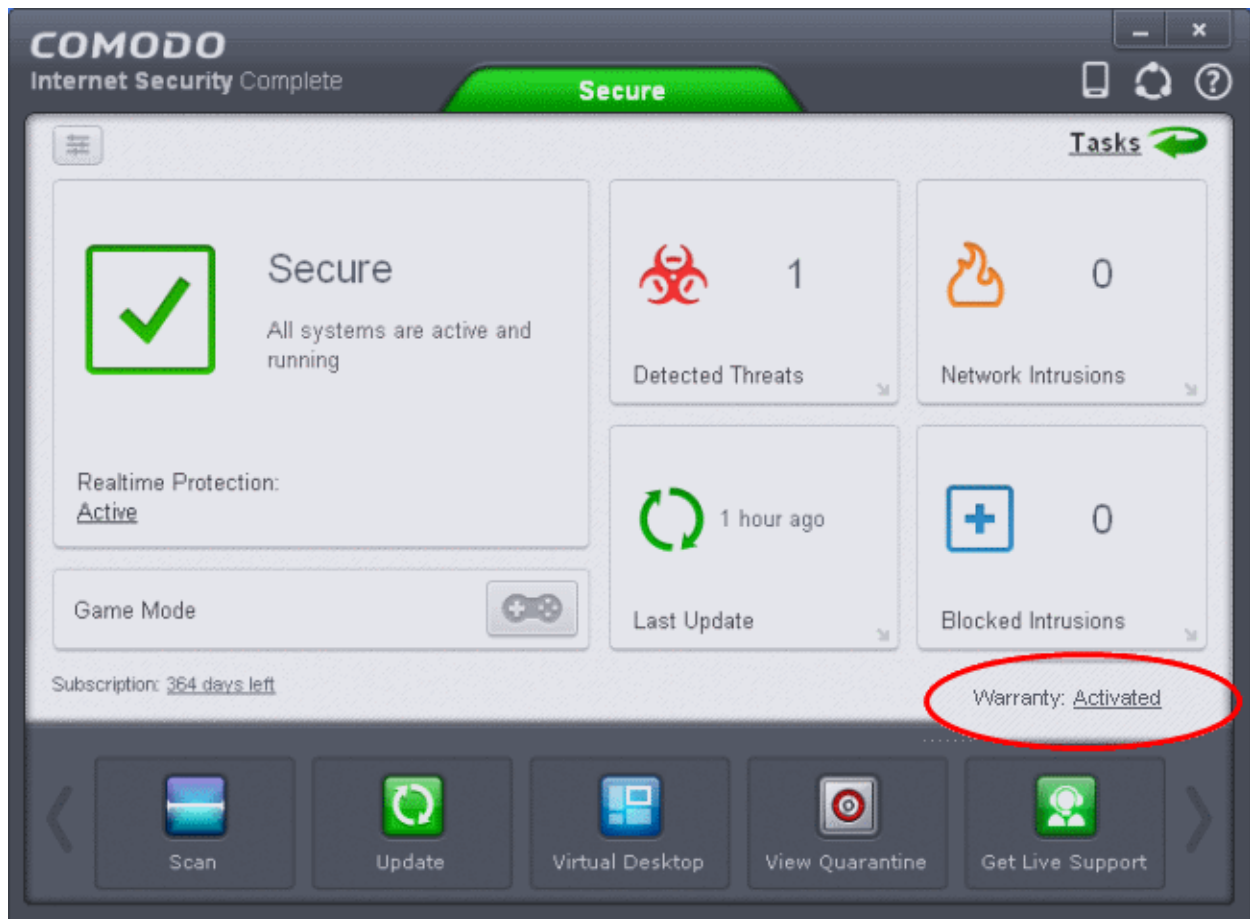 COMODO
Internet Security Complete
Secure
Tasks
Secure
All systems are active and
running
Realtime Protection:
Active
1
Detected Threats
0
Network Intrusions
Game Mode
1 hour ago
Last Update
0
Blocked Intrusions
Subscription: 364 days left
Warranty: Activated
Scan
Update
Virtual Desktop
View Quarantine
Get Live Support